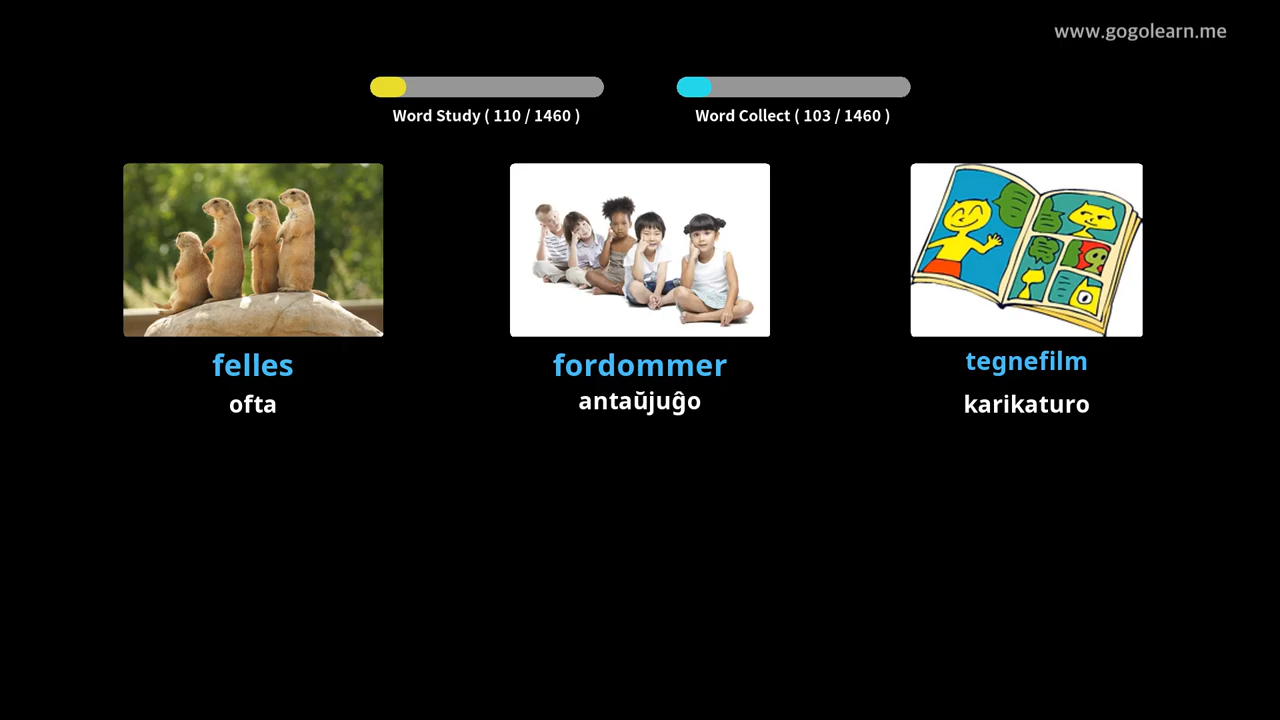 www.gogolearn.me
Word Study ( 110 / 1460 )
Word Collect ( 103 / 1460 )
felles
fordommer
tegnefilm
ofta
antaŭjuĝo
karikaturo